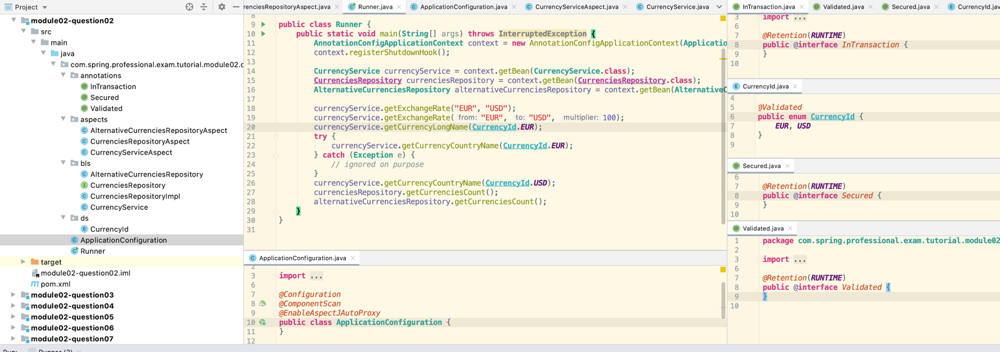 Project
module02-question02
src
main
java
com.spring.professional.exam.tutorial.module02.
annotations
InTransaction
Secured
Validated
aspects
AlternativeCurrenciesRepositoryAspect
CurrenciesRepositoryAspect
CurrencyServiceAspect
bls
AlternativeCurrenciesRepository
CurrenciesRepository
CurrenciesRepositoryImpl
CurrencyService
ds
CurrencyId
ApplicationConfiguration
Runner
target
module02-question02.iml
pom.xml
module02-question03
module02-question04
module02-question05
module02-question06
module02-question07
Runner (2)
rrenciesRepositoryAspect.java Runner.java ApplicationConfiguration.java CurrencyServiceAspect.java CurrencyService.java
8
9 public class Runner {
10 public static void main(String[] args) throws InterruptedException {
11 AnnotationConfigApplicationContext context = new AnnotationConfigApplicationContext(Applicatio
12 context.registerShutdownHook();
13
14 CurrencyService currencyService = context.getBean(CurrencyService.class);
15 CurrenciesRepository currenciesRepository = context.getBean(CurrenciesRepository.class);
16 AlternativeCurrenciesRepository alternativeCurrenciesRepository = context.getBean(AlternativeC
17
18 currencyService.getExchangeRate("EUR", "USD");
19 currencyService.getExchangeRate( from: "EUR", to: "USD", multiplier: 100);
20 currencyService.getCurrencyLongName(CurrencyId.EUR);
21 try {
22 currencyService.getCurrencyCountryName(CurrencyId.EUR);
23 } catch (Exception e) {
24 // ignored on purpose
25 }
26 currencyService.getCurrencyCountryName(CurrencyId.USD);
27 currenciesRepository.getCurrenciesCount();
28 alternativeCurrenciesRepository.getCurrenciesCount();
29 }
30 }
31
ApplicationConfiguration.java
2
3 import ...
6
7 @Configuration
8 @ComponentScan
9 @EnableAspectJAutoProxy
10 public class ApplicationConfiguration {
11 }
12
InTransaction.java Validated.java Secured.java CurrencyId.jav
3 import ...
6
7 @Retention(RUNTIME)
8 public @interface InTransaction {
9 }
10
CurrencyId.java
4
5 @Validated
6 public enum CurrencyId {
7 EUR, USD
8 }
9
Secured.java
6
7 @Retention(RUNTIME)
8 public @interface Secured {
9 }
10
Validated.java
1 package com.spring.professional.exam.tutorial.module02
2
3 import ...
6
7 @Retention(RUNTIME)
8 public @interface Validated {
9 }
10